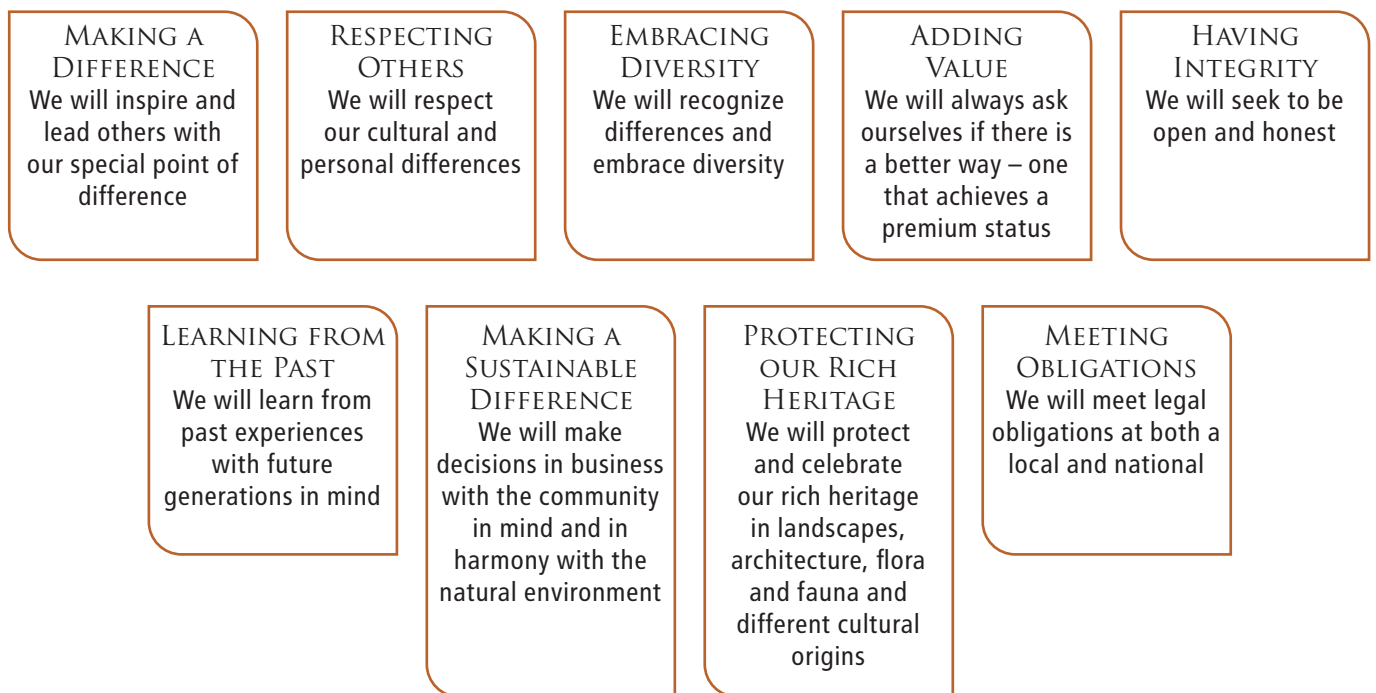 MAKING A
DIFFERENCE
We will inspire and
lead others with
our special point of
difference
RESPECTING
OTHERS
We will respect
our cultural and
personal differences
EMBRACING
DIVERSITY
We will recognize
differences and
embrace diversity
ADDING
VALUE
We will always ask
ourselves if there is
a better way – one
that achieves a
premium status
HAVING
INTEGRITY
We will seek to be
open and honest
LEARNING FROM
THE PAST
We will learn from
past experiences
with future
generations in mind
MAKING A
SUSTAINABLE
DIFFERENCE
We will make
decisions in business
with the community
in mind and in
harmony with the
natural environment
PROTECTING
OUR RICH
HERITAGE
We will protect
and celebrate
our rich heritage
in landscapes,
architecture, flora
and fauna and
different cultural
origins
MEETING
OBLIGATIONS
We will meet legal
obligations at both a
local and national